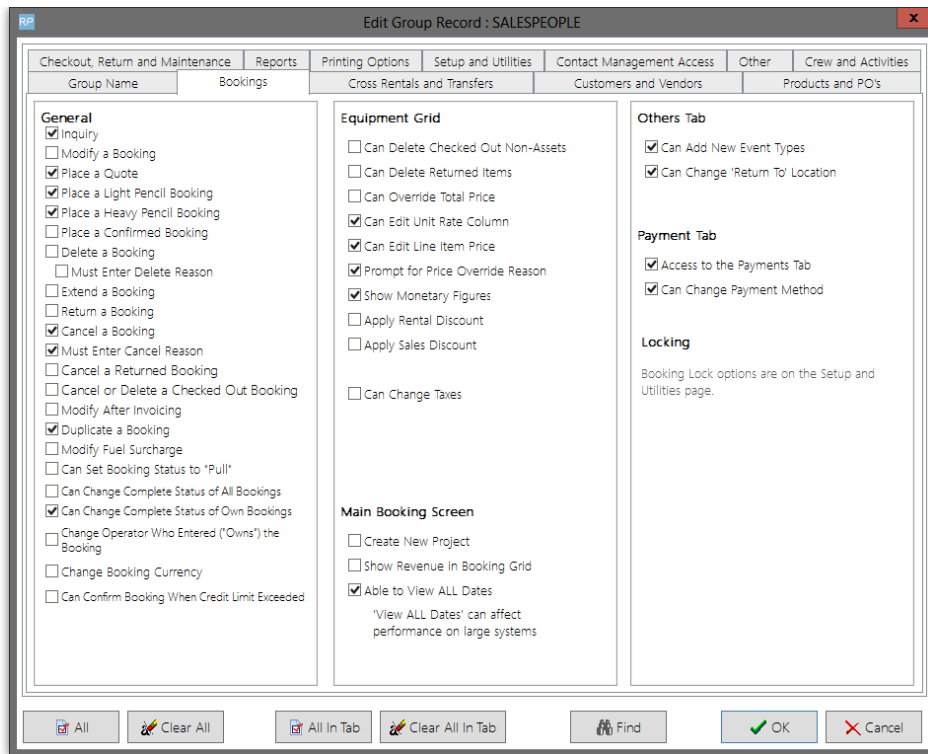 RP
Edit Group Record : SALESPEOPLE
x
Checkout, Return and Maintenance
Reports
Printing Options
Setup and Utilities
Contact Management Access
Other
Crew and Activities
Group Name
Bookings
Cross Rentals and Transfers
Customers and Vendors
Products and PO's
General
Inquiry
Modify a Booking
Place a Quote
Place a Light Pencil Booking
Place a Heavy Pencil Booking
Place a Confirmed Booking
Delete a Booking
Must Enter Delete Reason
Extend a Booking
Return a Booking
Cancel a Booking
Must Enter Cancel Reason
Cancel a Returned Booking
Cancel or Delete a Checked Out Booking
Modify After Invoicing
Duplicate a Booking
Modify Fuel Surcharge
Can Set Booking Status to "Pull"
Can Change Complete Status of All Bookings
Can Change Complete Status of Own Bookings
Change Operator Who Entered ("Owns") the
Booking
Change Booking Currency
Can Confirm Booking When Credit Limit Exceeded
Equipment Grid
Can Delete Checked Out Non-Assets
Can Delete Returned Items
Can Override Total Price
Can Edit Unit Rate Column
Can Edit Line Item Price
Prompt for Price Override Reason
Show Monetary Figures
Apply Rental Discount
Apply Sales Discount
Can Change Taxes
Main Booking Screen
Create New Project
Show Revenue in Booking Grid
Able to View ALL Dates
'View ALL Dates' can affect
performance on large systems
Others Tab
Can Add New Event Types
Can Change 'Return To' Location
Payment Tab
Access to the Payments Tab
Can Change Payment Method
Locking
Booking Lock options are on the Setup and
Utilities page.
All
Clear All
All In Tab
Clear All In Tab
Find
OK
Cancel